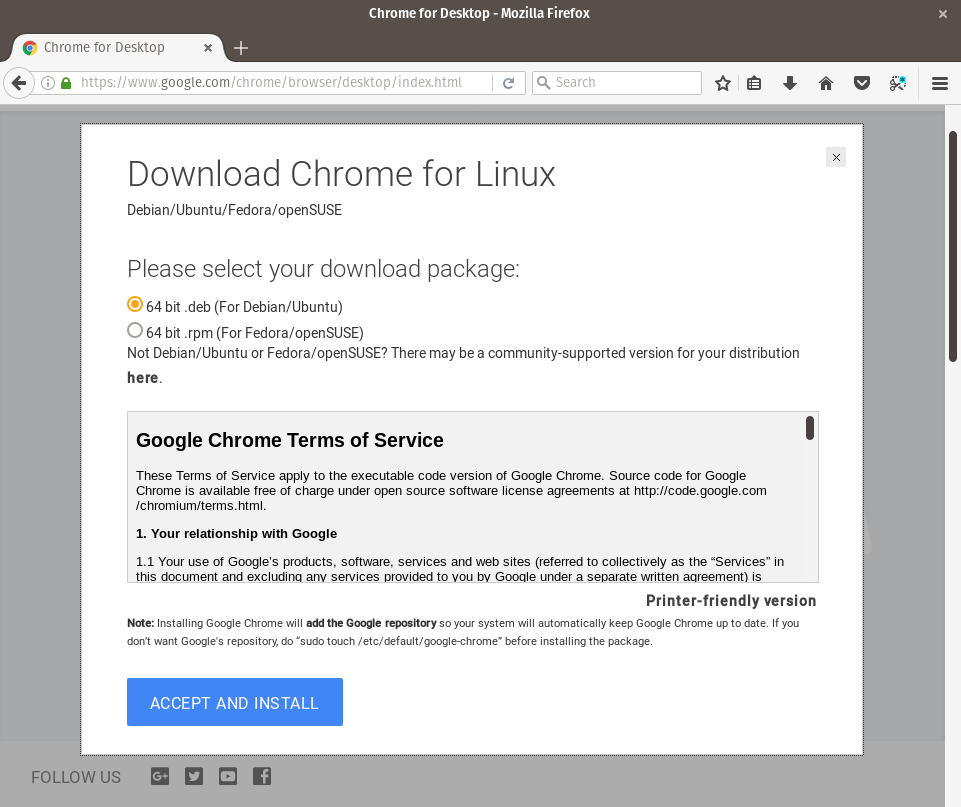 Chrome for Desktop - Mozilla Firefox
Chrome for Desktop
https://www.google.com/chrome/browser/desktop/index.html
Search
Download Chrome for Linux
Debian/Ubuntu/Fedora/openSUSE
Please select your download package:
64 bit .deb (For Debian/Ubuntu)
64 bit .rpm (For Fedora/openSUSE)
Not Debian/Ubuntu or Fedora/openSUSE? There may be a community-supported version for your distribution
here.
Google Chrome Terms of Service
These Terms of Service apply to the executable code version of Google Chrome. Source code for Google
Chrome is available free of charge under open source software license agreements at http://code.google.com
/chromium/terms.html.
1. Your relationship with Google
1.1 Your use of Google’s products, software, services and web sites (referred to collectively as the “Services” in
this document and excluding any services provided to you by Google under a separate written agreement) is
Printer-friendly version
Note: Installing Google Chrome will add the Google repository so your system will automatically keep Google Chrome up to date. If you
don’t want Google's repository, do “sudo touch /etc/default/google-chrome” before installing the package.
ACCEPT AND INSTALL
FOLLOW US